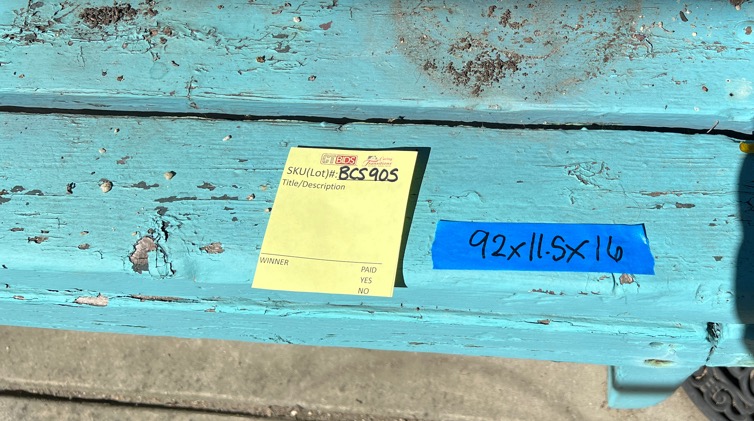 BIDS
SKU(Lot)#: BCS905
Title/Description
WINNER
PAID
YES
NO
92x11.5x16